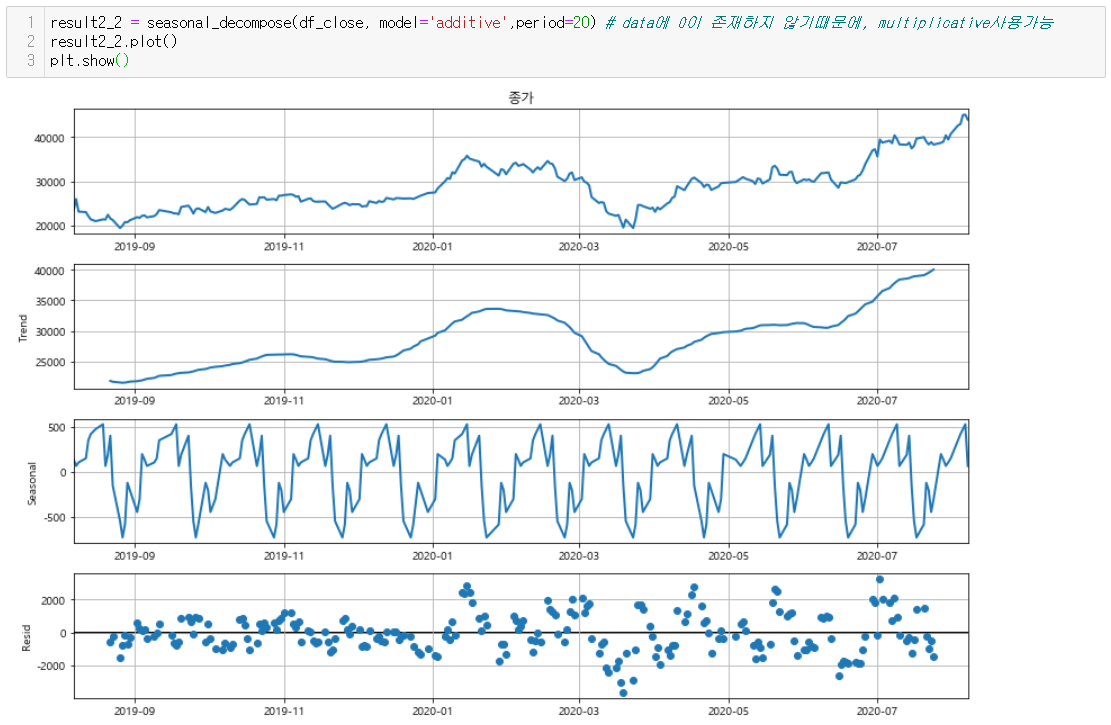 1 result2_2 = seasonal_decompose(df_close, model='additive',period=20) # data에 0이 존재하지 않기때문에, multiplicative사용가능
2 result2_2.plot()
3 plt.show()
종가
40000
30000
20000
2019-09 2019-11 2020-01 2020-03 2020-05 2020-07
Trend
40000
35000
30000
25000
2019-09 2019-11 2020-01 2020-03 2020-05 2020-07
Seasonal
500
0
-500
2019-09 2019-11 2020-01 2020-03 2020-05 2020-07
Resid
2000
0
-2000
2019-09 2019-11 2020-01 2020-03 2020-05 2020-07